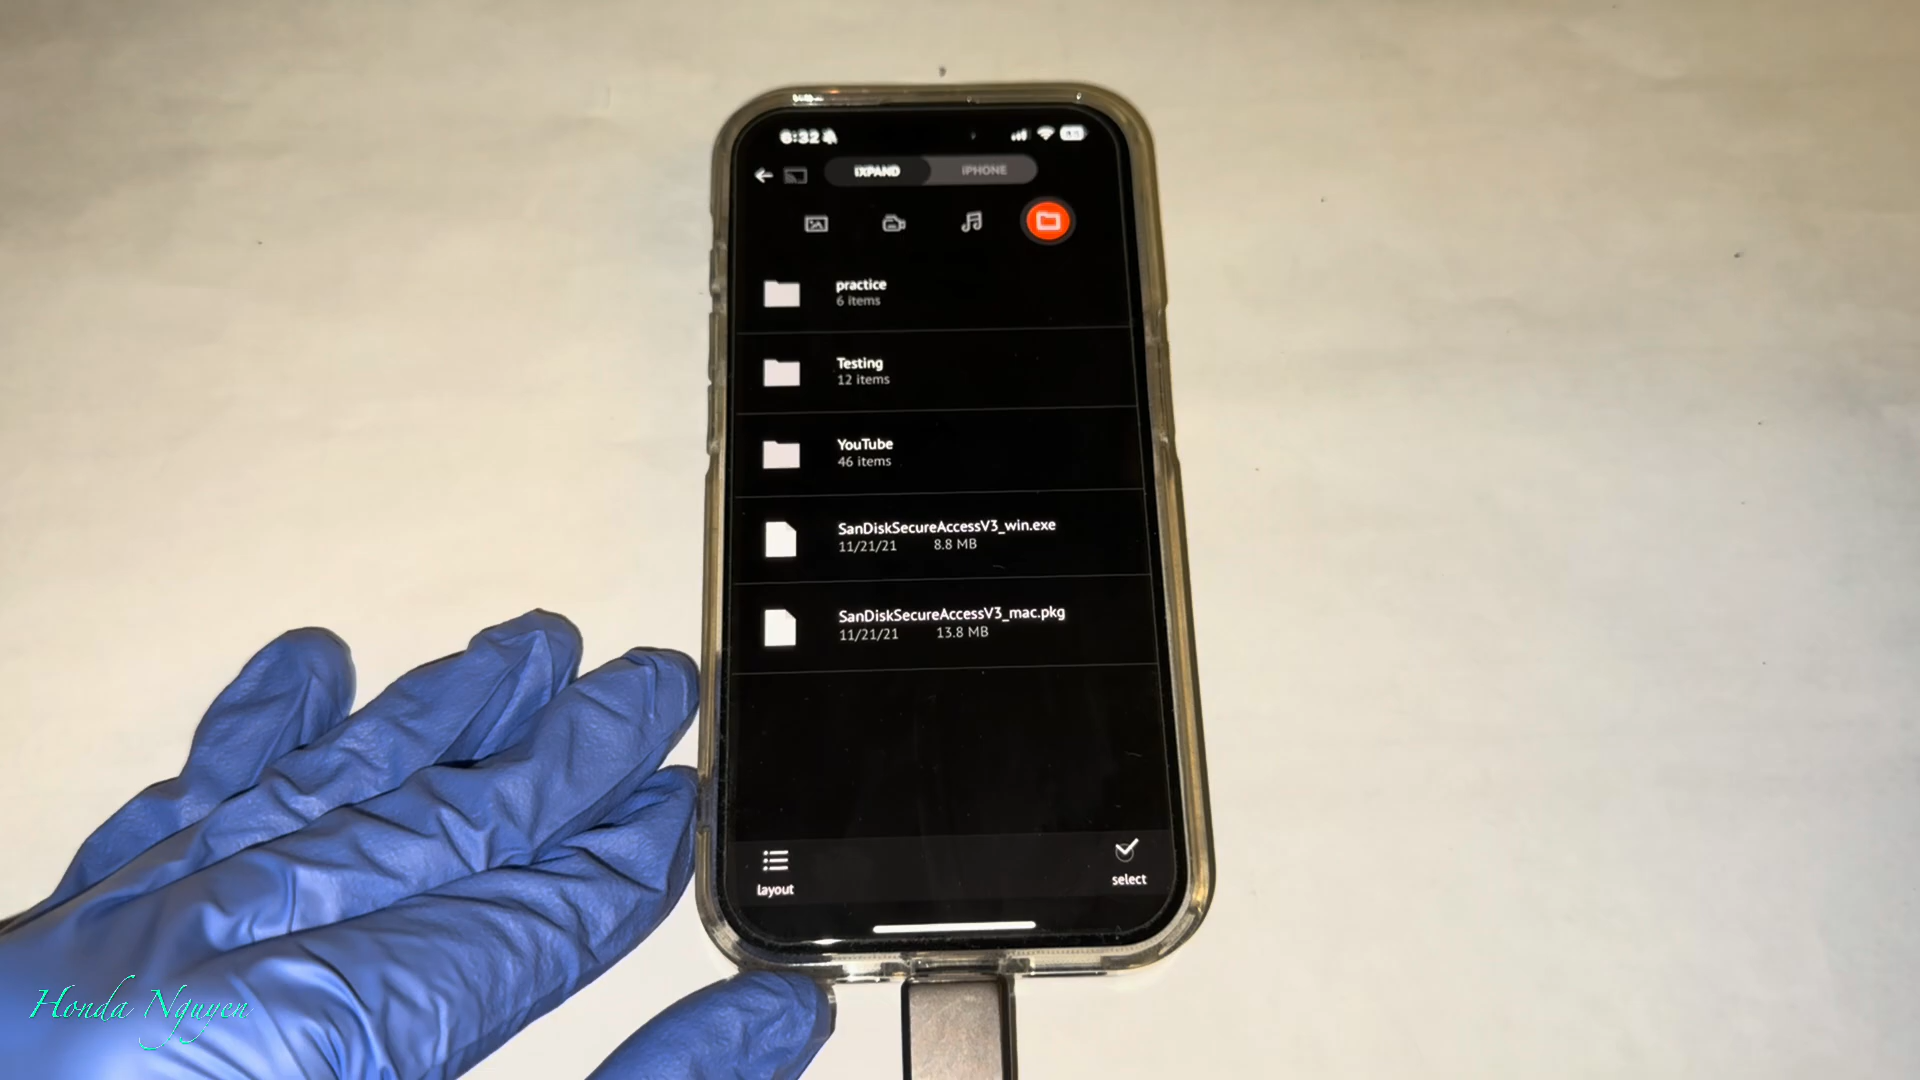 6:32
iXPAND
iPHONE
practice
6 items
Testing
12 items
YouTube
46 items
SanDiskSecureAccessV3_win.exe
11/21/21 8.8 MB
SanDiskSecureAccessV3_mac.pkg
11/21/21 13.8 MB
layout
select
Honda Nguyen